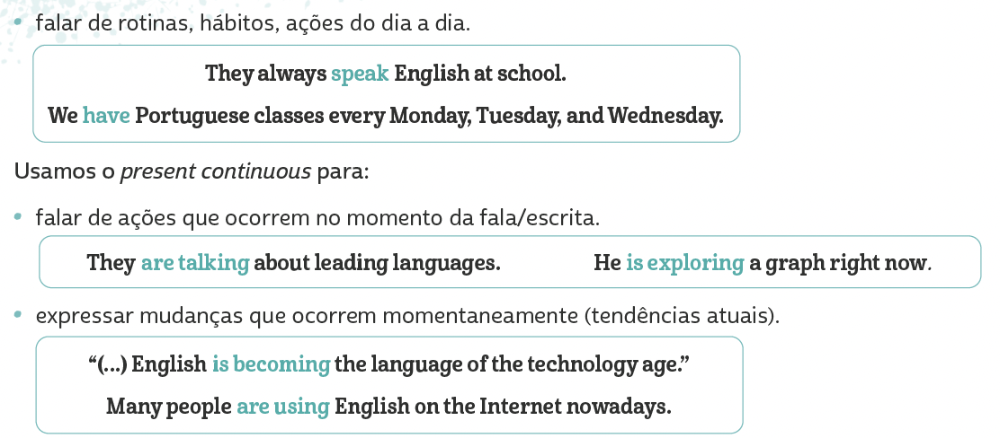 • falar de rotinas, hábitos, ações do dia a dia.
They always speak English at school.
We have Portuguese classes every Monday, Tuesday, and Wednesday.
Usamos o present continuous para:
• falar de ações que ocorrem no momento da fala/escrita.
They are talking about leading languages. He is exploring a graph right now.
• expressar mudanças que ocorrem momentaneamente (tendências atuais).
“(...) English is becoming the language of the technology age.”
Many people are using English on the Internet nowadays.